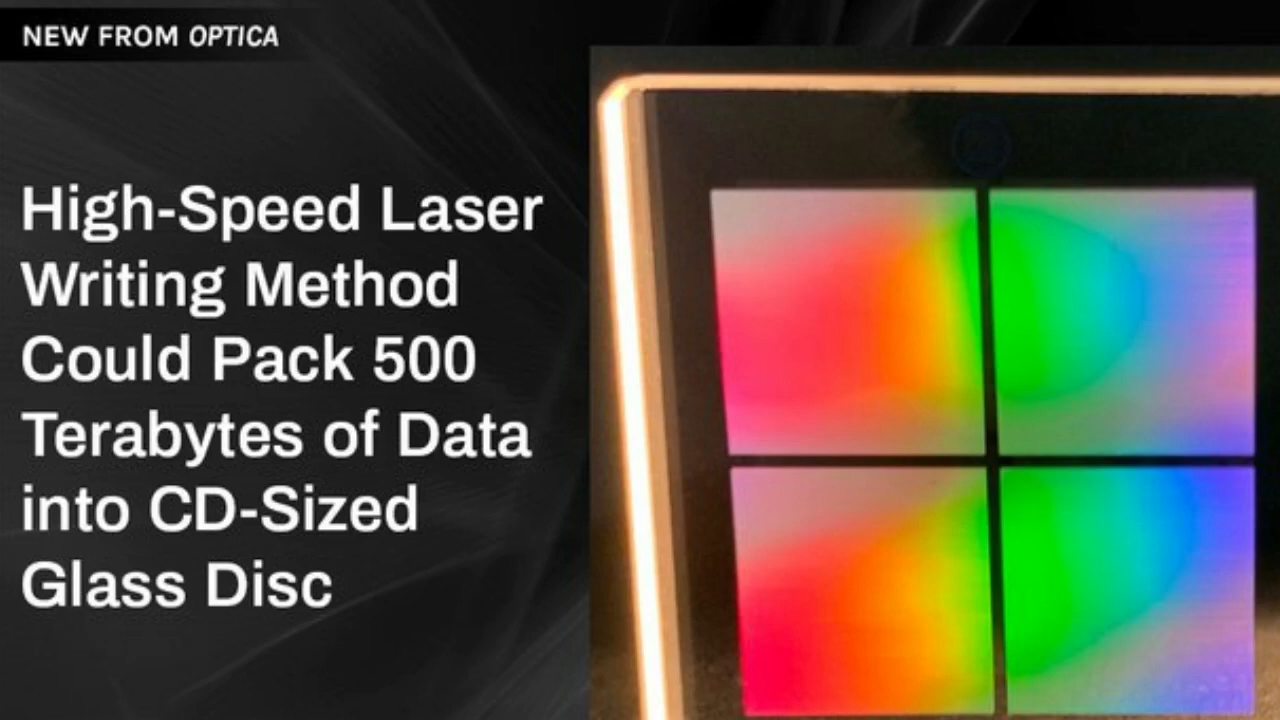 NEW FROM OPTICA
High-Speed Laser
Writing Method
Could Pack 500
Terabytes of Data
into CD-Sized
Glass Disc